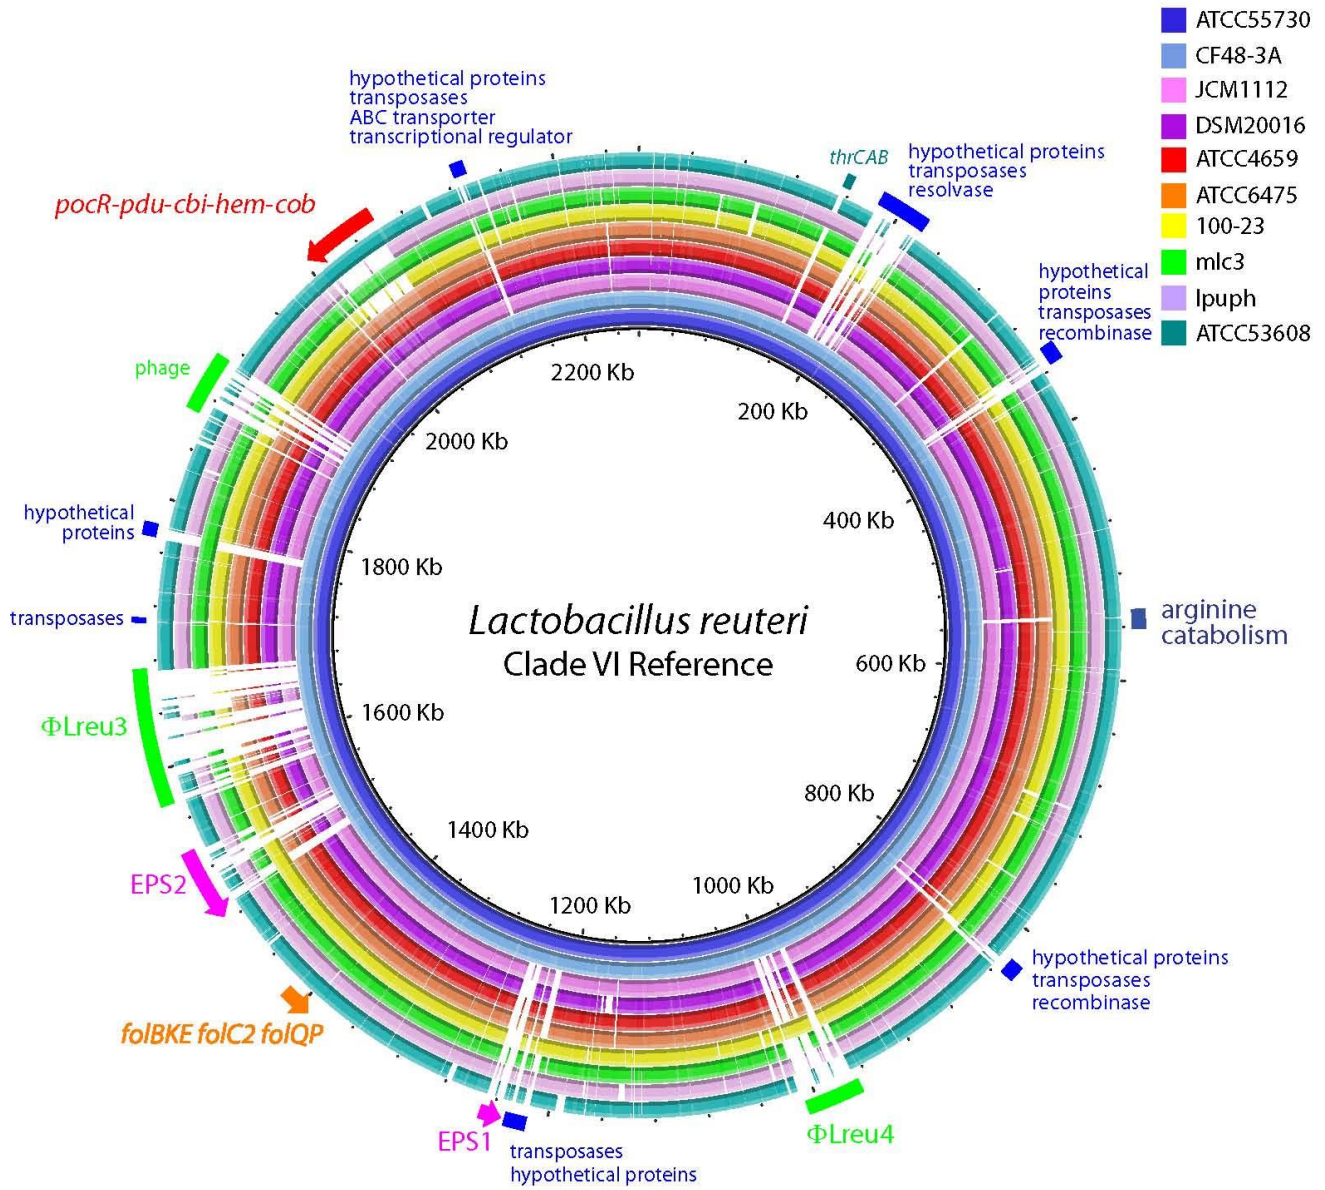 ATCC55730
CF48-3A
JCM1112
DSM20016
ATCC4659
ATCC6475
100-23
mlc3
lpuph
ATCC53608
hypothetical proteins
transposases
ABC transporter
transcriptional regulator
thrCAB
hypothetical proteins
transposases
resolvase
pocR-pdu-cbi-hem-cob
hypothetical
proteins
transposases
recombinase
phage
hypothetical
proteins
transposases
ΦLreu3
EPS2
folBKE folC2 folQP
EPS1
transposases
hypothetical proteins
ΦLreu4
hypothetical proteins
transposases
recombinase
arginine
catabolism
2200 Kb
200 Kb
400 Kb
600 Kb
800 Kb
1000 Kb
1200 Kb
1400 Kb
1600 Kb
1800 Kb
2000 Kb
Lactobacillus reuteri
Clade VI Reference